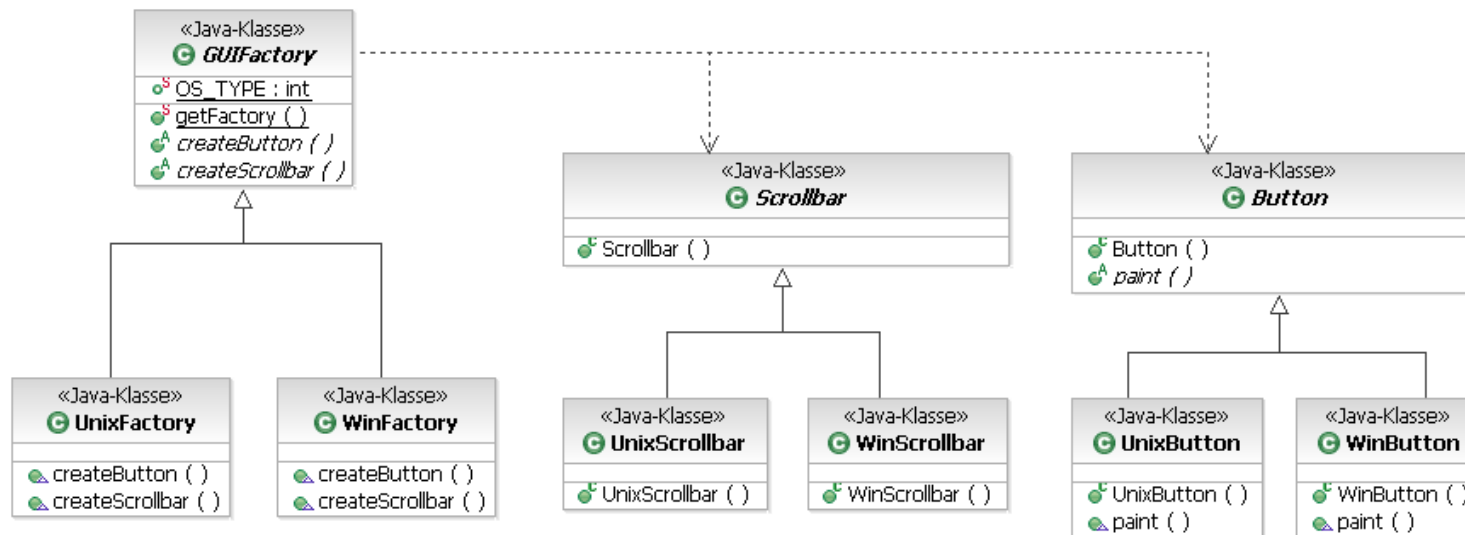 «Java-Klasse»
GUIFactory
OS_TYPE : int
getFactory ( )
createButton ( )
createScrollbar ( )
«Java-Klasse»
Scrollbar
Scrollbar ( )
«Java-Klasse»
Button
Button ( )
paint ( )
«Java-Klasse»
UnixFactory
createButton ( )
createScrollbar ( )
«Java-Klasse»
WinFactory
createButton ( )
createScrollbar ( )
«Java-Klasse»
UnixScrollbar
UnixScrollbar ( )
«Java-Klasse»
WinScrollbar
WinScrollbar ( )
«Java-Klasse»
UnixButton
UnixButton ( )
paint ( )
«Java-Klasse»
WinButton
WinButton ( )
paint ( )